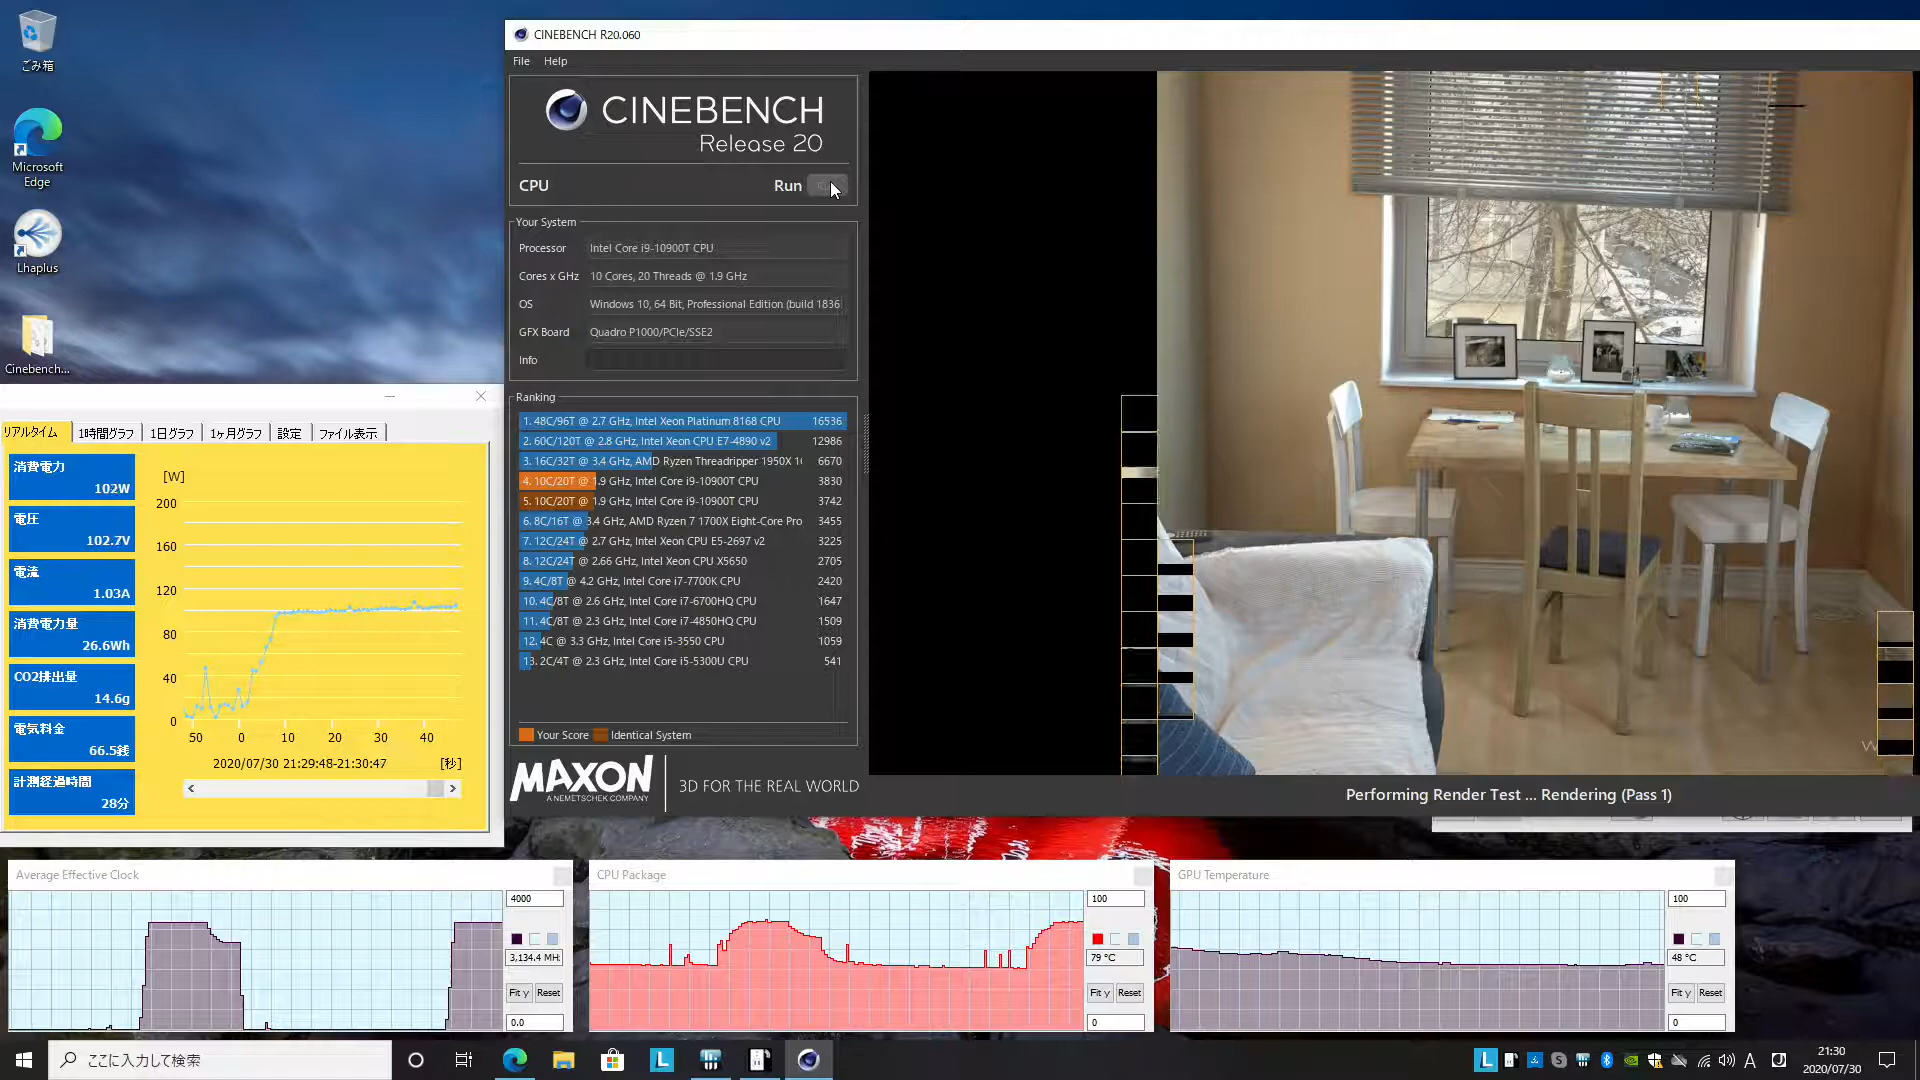 ごみ箱
Microsoft
Edge
Lhaplus
Cinebench...
CINEBENCH R20.060
File Help
CINEBENCH
Release 20
CPU Run
Your System
Processor Intel Core i9-10900T CPU
Cores x GHz 10 Cores, 20 Threads @ 1.9 GHz
OS Windows 10, 64 Bit, Professional Edition (build 1836
GFX Board Quadro P1000/PCIe/SSE2
Info
Ranking
1. 48C/96T @ 2.7 GHz, Intel Xeon Platinum 8168 CPU 16536
2. 60C/120T @ 2.8 GHz, Intel Xeon CPU E7-4890 v2 12986
3. 16C/32T @ 3.4 GHz, AMD Ryzen Threadripper 1950X 6670
4. 10C/20T @ 1.9 GHz, Intel Core i9-10900T CPU 3830
5. 10C/20T @ 1.9 GHz, Intel Core i9-10900T CPU 3742
6. 8C/16T @ 3.4 GHz, AMD Ryzen 7 1700X Eight-Core Pro 3455
7. 12C/24T @ 2.7 GHz, Intel Xeon CPU E5-2697 v2 3225
8. 12C/24T @ 2.66 GHz, Intel Xeon CPU X5650 2705
9. 4C/8T @ 4.2 GHz, Intel Core i7-7700K CPU 2420
10. 4C/8T @ 2.6 GHz, Intel Core i7-6700HQ CPU 1647
11. 4C/8T @ 2.3 GHz, Intel Core i7-4850HQ CPU 1509
12. 4C @ 3.3 GHz, Intel Core i5-3550 CPU 1059
13. 2C/4T @ 2.3 GHz, Intel Core i5-5300U CPU 541
Your Score Identical System
MAXON
A NEMETSCHEK COMPANY
3D FOR THE REAL WORLD
Performing Render Test ... Rendering (Pass 1)
リアルタイム 1時間グラフ 1日グラフ 1ヶ月グラフ 設定 ファイル表示
消費電力
102W
電圧
102.7V
電流
1.03A
消費電力量
26.6Wh
CO2排出量
14.6g
電気料金
66.5銭
計測経過時間
28分
[W]
200
160
120
80
40
0
50 0 10 20 30 40
2020/07/30 21:29:48-21:30:47 [秒]
Average Effective Clock
4000
3,134.4 MH
Fit y Reset
0.0
CPU Package
100
79 °C
Fit y Reset
0
GPU Temperature
100
48 °C
Fit y Reset
0
ここに入力して検索
A
21:30
2020/07/30